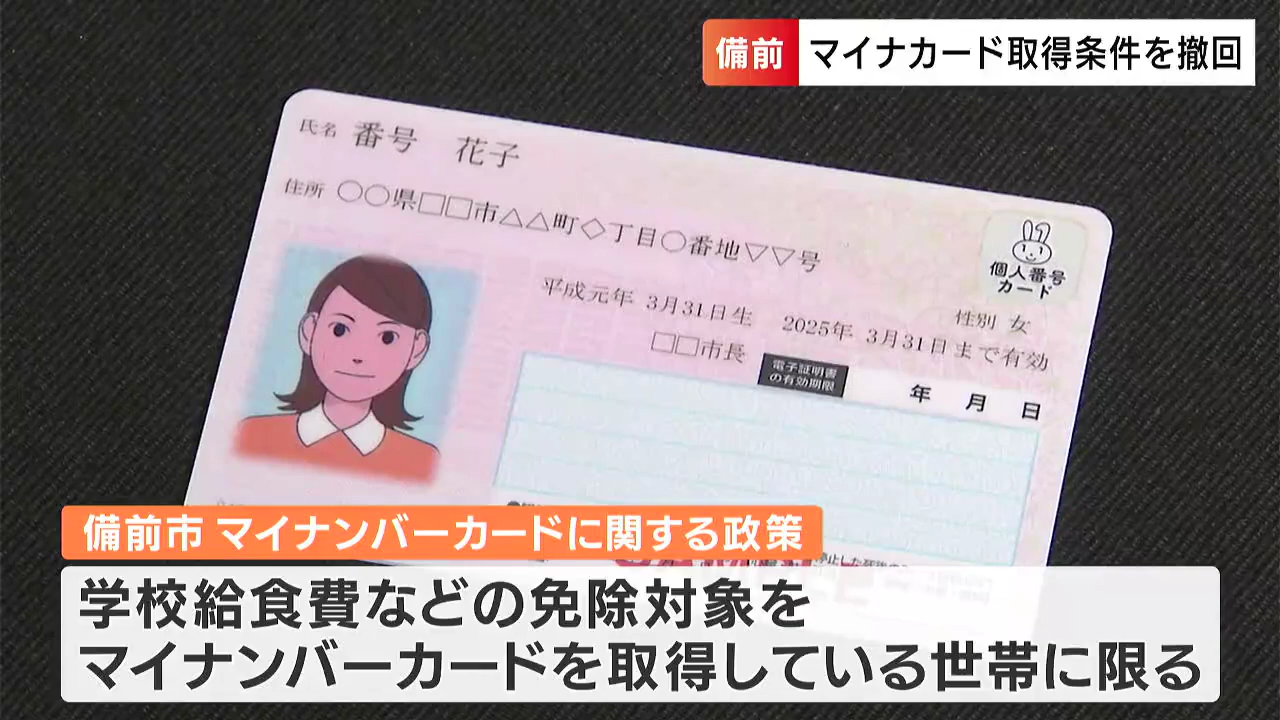 備前 マイナカード取得条件を撤回
氏名 番号 花子
住所 〇〇県□□市△△町◇丁目〇番地▽▽号
個人番号
カード
平成元年 3月31日生
性別 女
2025年 3月31日まで有効
□□市長
電子証明書
の有効期限
年 月 日
備前市 マイナンバーカードに関する政策
学校給食費などの免除対象を
マイナンバーカードを取得している世帯に限る